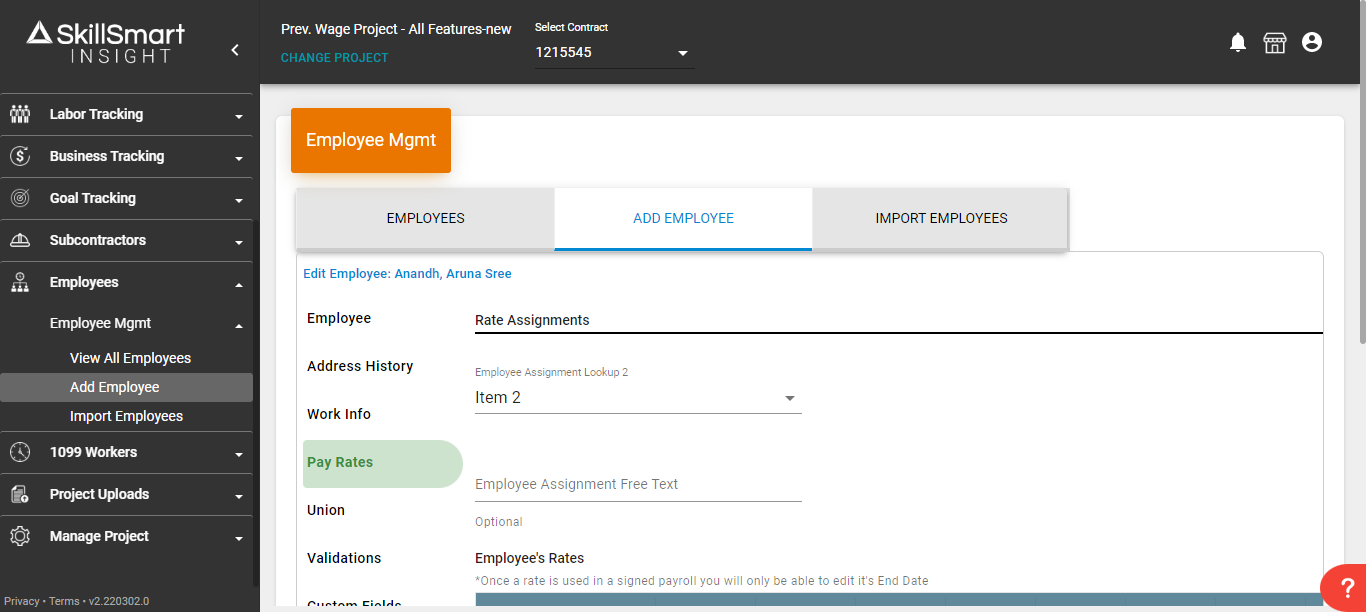 SkillSmart
INSIGHT
Prev. Wage Project - All Features-new
CHANGE PROJECT
Select Contract
1215545
Labor Tracking
Business Tracking
Goal Tracking
Subcontractors
Employees
Employee Mgmt
View All Employees
Add Employee
Import Employees
1099 Workers
Project Uploads
Manage Project
Privacy • Terms • v2.220302.0
Employee Mgmt
EMPLOYEES
ADD EMPLOYEE
IMPORT EMPLOYEES
Edit Employee: Anandh, Aruna Sree
Employee
Address History
Work Info
Pay Rates
Union
Validations
Custom Fields
Rate Assignments
Employee Assignment Lookup 2
Item 2
Employee Assignment Free Text
Optional
Employee's Rates
*Once a rate is used in a signed payroll you will only be able to edit it's End Date
?